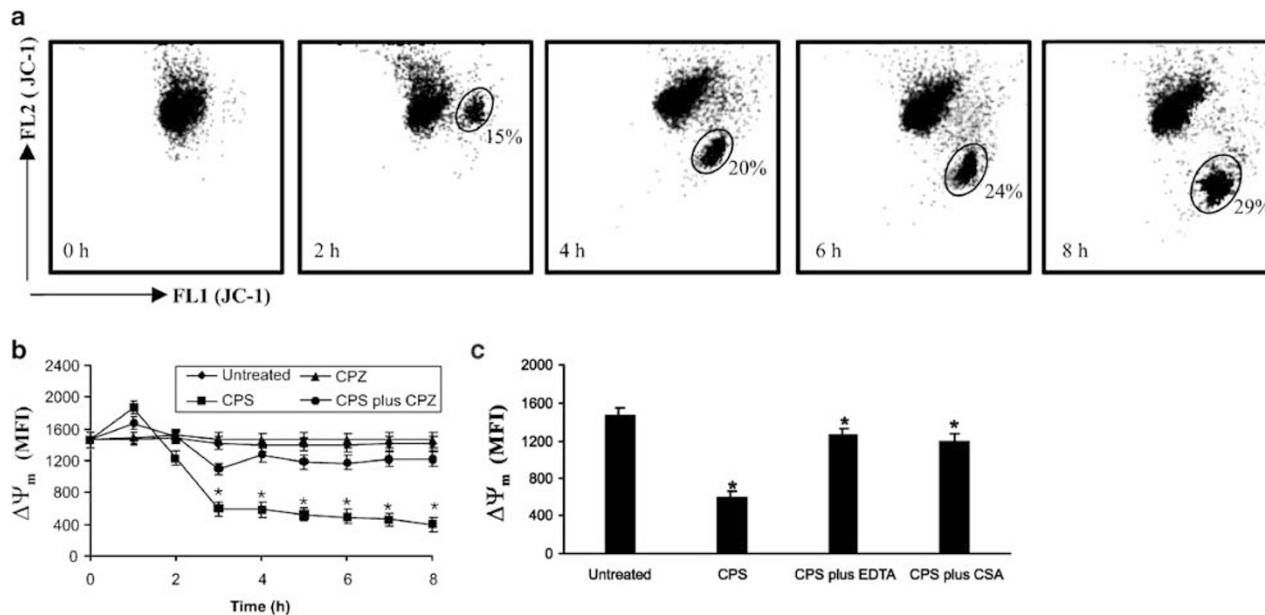 a
FL2 ( JC-1)
0 h
2 h
15%
4 h
20%
6 h
24%
8 h
29%
FL1 (JC-1)
b
ΔΨm (MFI)
2400
2000
1600
1200
800
400
0
Untreated
CPZ
CPS
CPS plus CPZ
* * * * * *
0 2 4 6 8
Time (h)
c
ΔΨm (MFI)
2000
1600
1200
800
400
0
*
*
*
Untreated CPS CPS plus EDTA CPS plus CSA